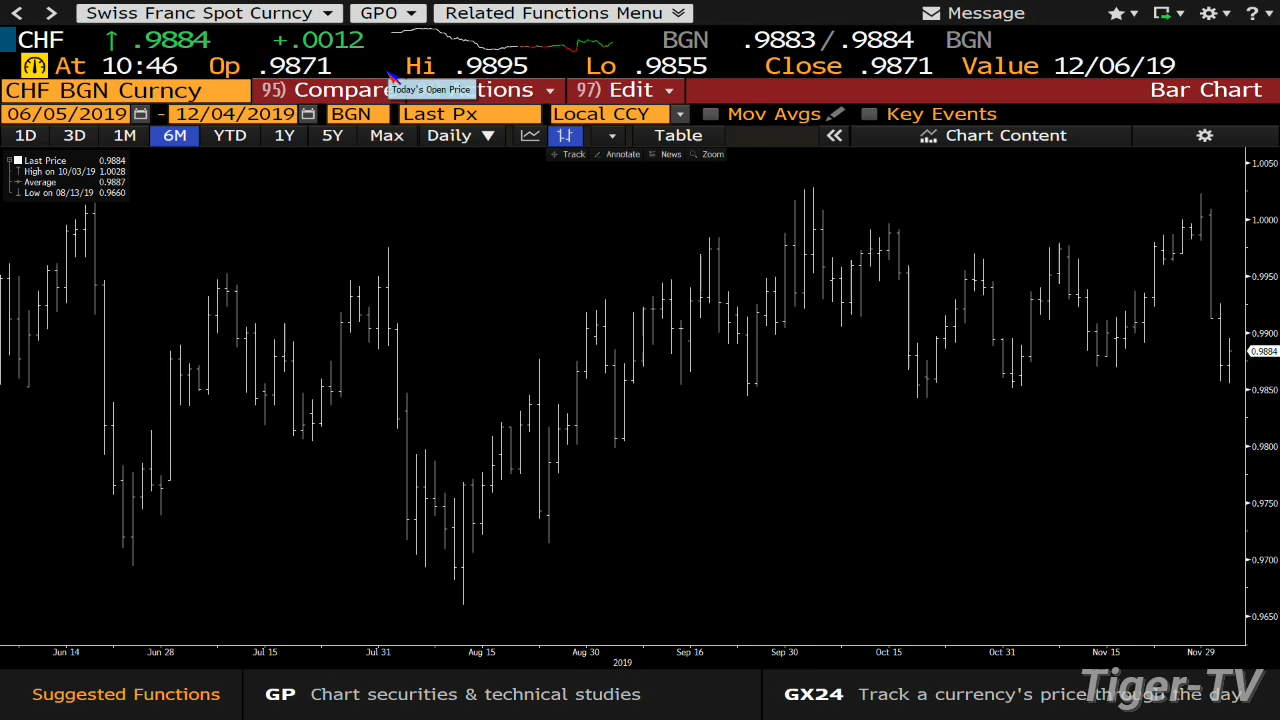 Swiss Franc Spot Curncy GPO Related Functions Menu Message ?
CHF ↑ .9884 +.0012 BGN .9883/.9884 BGN
At 10:46 Op .9871 Hi .9895 Lo .9855 Close .9871 Value 12/06/19
CHF BGN Curncy 95) Compare Today's Open Price tions 97) Edit Bar Chart
06/05/2019 - 12/04/2019 BGN Last Px Local CCY Mov Avgs Key Events
1D 3D 1M 6M YTD 1Y 5Y Max Daily ▼ Table « Chart Content
Track Annotate News Zoom
Last Price 0.9884
High on 10/03/19 1.0028
Average 0.9887
Low on 08/13/19 0.9660
1.0050
1.0000
0.9950
0.9900
0.9884
0.9850
0.9800
0.9750
0.9700
0.9650
Jun 14 Jun 28 Jul 15 Jul 31 Aug 15 Aug 30 Sep 16 Sep 30 Oct 15 Oct 31 Nov 15 Nov 29
2019
Suggested Functions GP Chart securities & technical studies GX24 Track a currency's price through the day
Tiger-TV